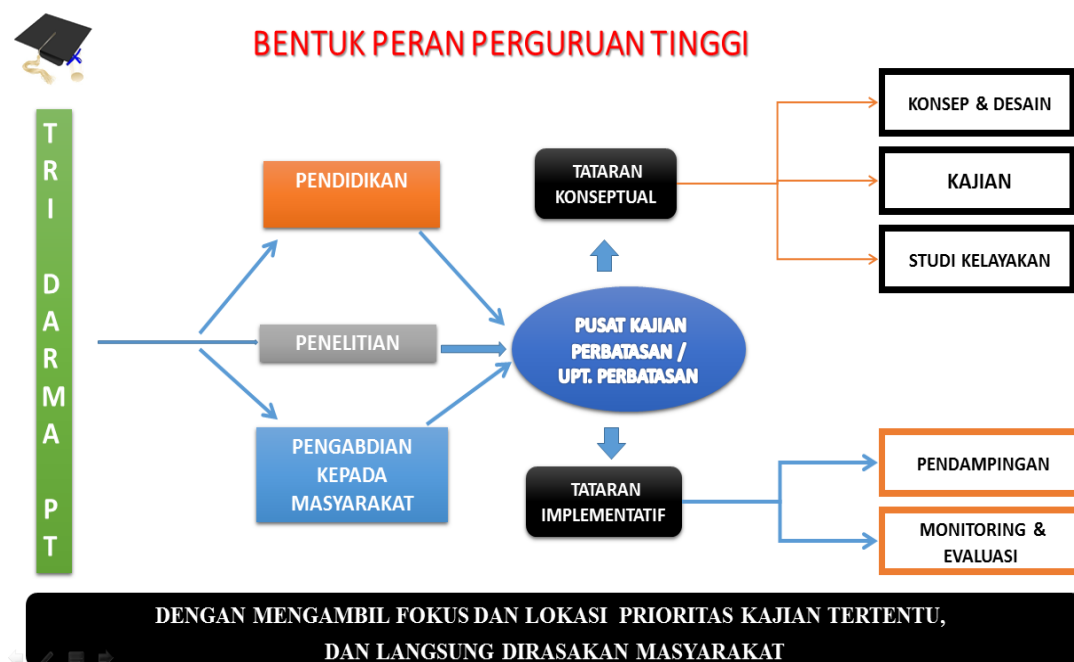 BENTUK PERAN PERGURUAN TINGGI
TRI DARMA PT
PENDIDIKAN
PENELITIAN
PENGABDIAN
KEPADA
MASYARAKAT
PUSAT KAJIAN
PERBATASAN /
UPT. PERBATASAN
TATARAN
KONSEPTUAL
KONSEP & DESAIN
KAJIAN
STUDI KELAYAKAN
TATARAN
IMPLEMENTATIF
PENDAMPINGAN
MONITORING &
EVALUASI
DENGAN MENGAMBIL FOKUS DAN LOKASI PRIORITAS KAJIAN TERTENTU,
DAN LANGSUNG DIRASAKAN MASYARAKAT